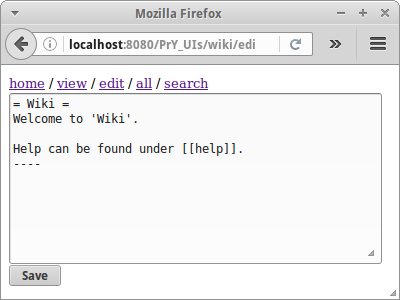 Mozilla Firefox
localhost:8080/PrY_UIs/wiki/edi
home / view / edit / all / search
= Wiki =
Welcome to 'Wiki'.
Help can be found under [[help]].
----
Save